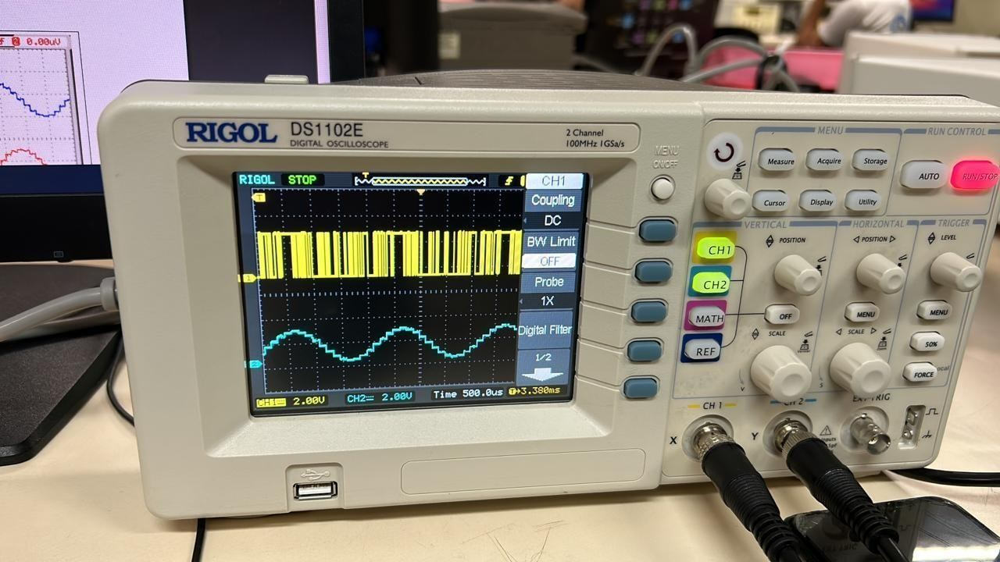 2 0.00uV
RIGOL DS1102E
DIGITAL OSCILLOSCOPE
2 Channel
100MHz 1GSa/s
MENU
ON/OFF
RIGOL STOP
T
CH1
Coupling
DC
BW Limit
OFF
Probe
1X
Digital Filter
1/2
1
2
2.00V
CH2 2.00V
Time 500.0us
T→3.380ms
MENU
Measure
Acquire
Storage
Cursor
Display
Utility
RUN CONTROL
AUTO
RUN/STOP
VERTICAL
POSITION
CH1
CH2
MATH
REF
OFF
SCALE
HORIZONTAL
POSITION
MENU
SCALE
TRIGGER
LEVEL
MENU
50%
FORCE
CH 1
CH 2
EXT TRIG
X
Y